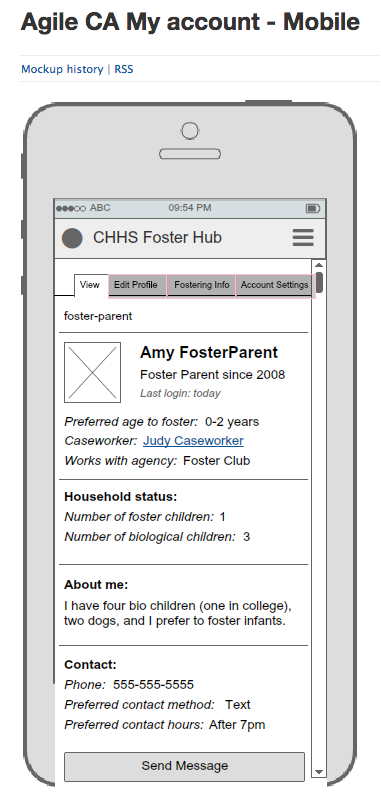 Agile CA My account - Mobile
Mockup history | RSS
ABC 09:54 PM
CHHS Foster Hub
View Edit Profile Fostering Info Account Settings
foster-parent
Amy FosterParent
Foster Parent since 2008
Last login: today
Preferred age to foster: 0-2 years
Caseworker: Judy Caseworker
Works with agency: Foster Club
Household status:
Number of foster children: 1
Number of biological children: 3
About me:
I have four bio children (one in college),
two dogs, and I prefer to foster infants.
Contact:
Phone: 555-555-5555
Preferred contact method: Text
Preferred contact hours: After 7pm
Send Message